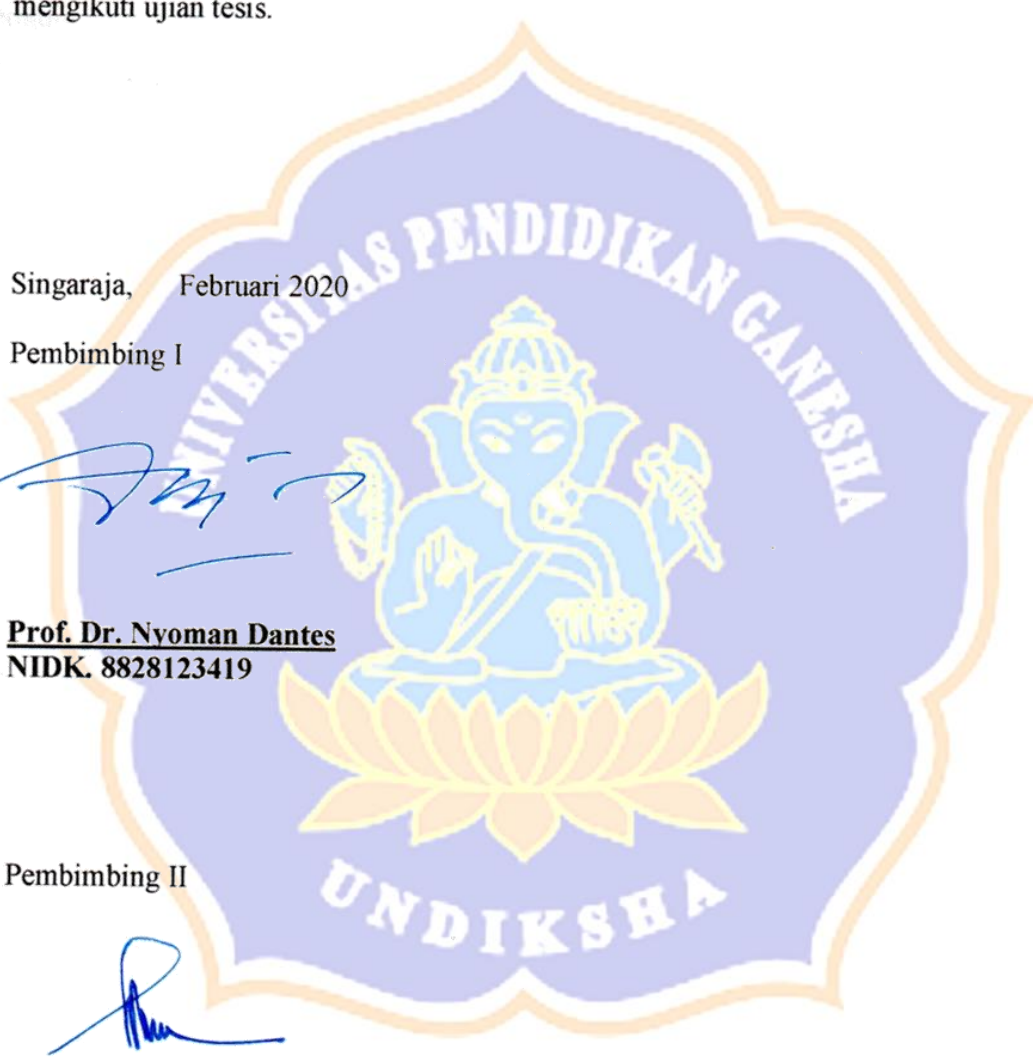 mengikuti ujian tesis.
UNIVERSITAS PENDIDIKAN GANESHA
Singaraja, Februari 2020
Pembimbing I
Prof. Dr. Nyoman Dantes
NIDK. 8828123419
Pembimbing II
UNDIKSHA